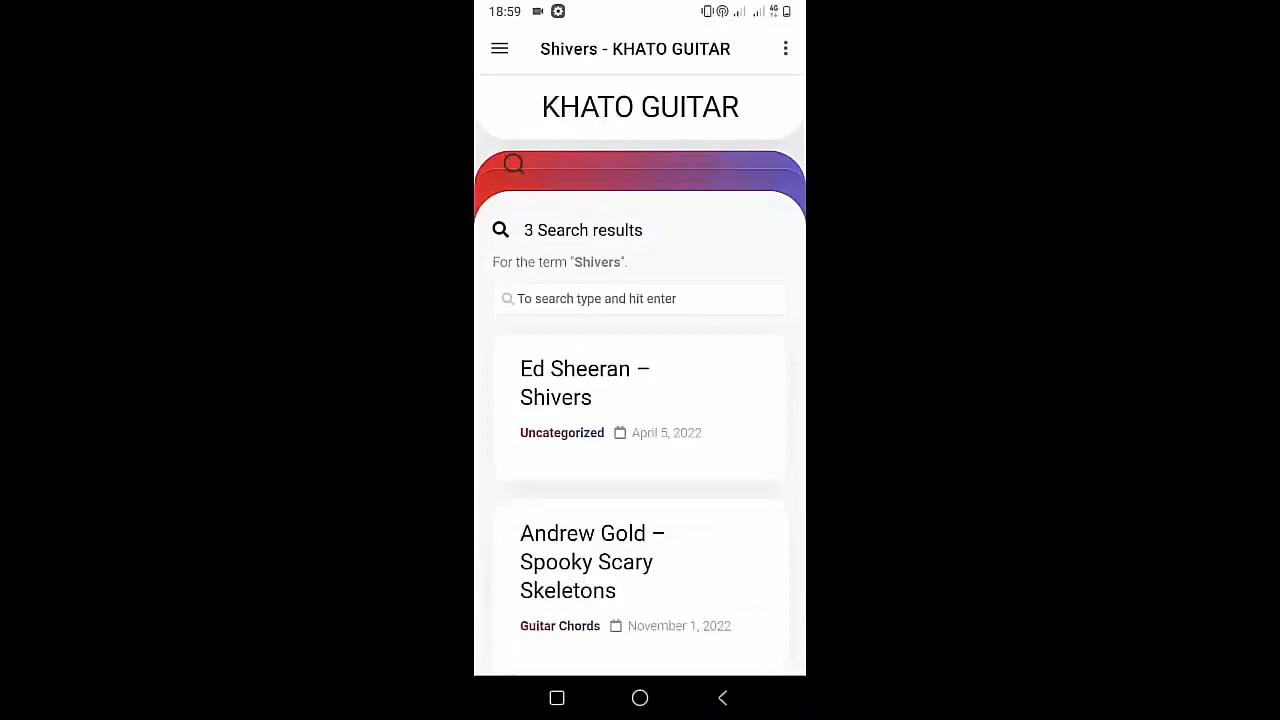 18:59
4G
Shivers - KHATO GUITAR
KHATO GUITAR
3 Search results
For the term "Shivers".
To search type and hit enter
Ed Sheeran –
Shivers
Uncategorized April 5, 2022
Andrew Gold –
Spooky Scary
Skeletons
Guitar Chords November 1, 2022